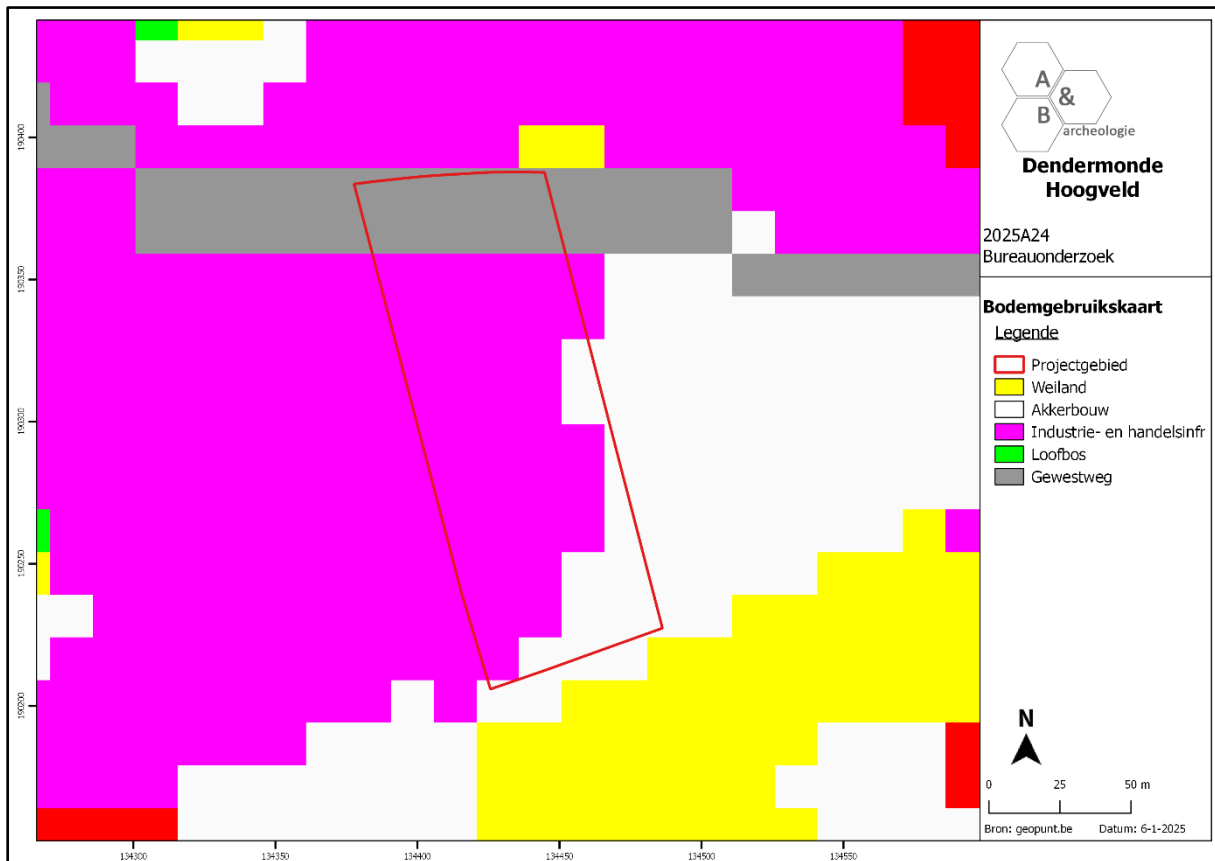 A
&
B
archeologie
Dendermonde
Hoogveld
2025A24
Bureauonderzoek
Bodemgebruikskaart
Legende
Projectgebied
Weiland
Akkerbouw
Industrie- en handelsinfr
Loofbos
Gewestweg
N
0 25 50 m
Bron: geopunt.be Datum: 6-1-2025
190400
190350
190300
190250
190200
134300 134350 134400 134450 134500 134550